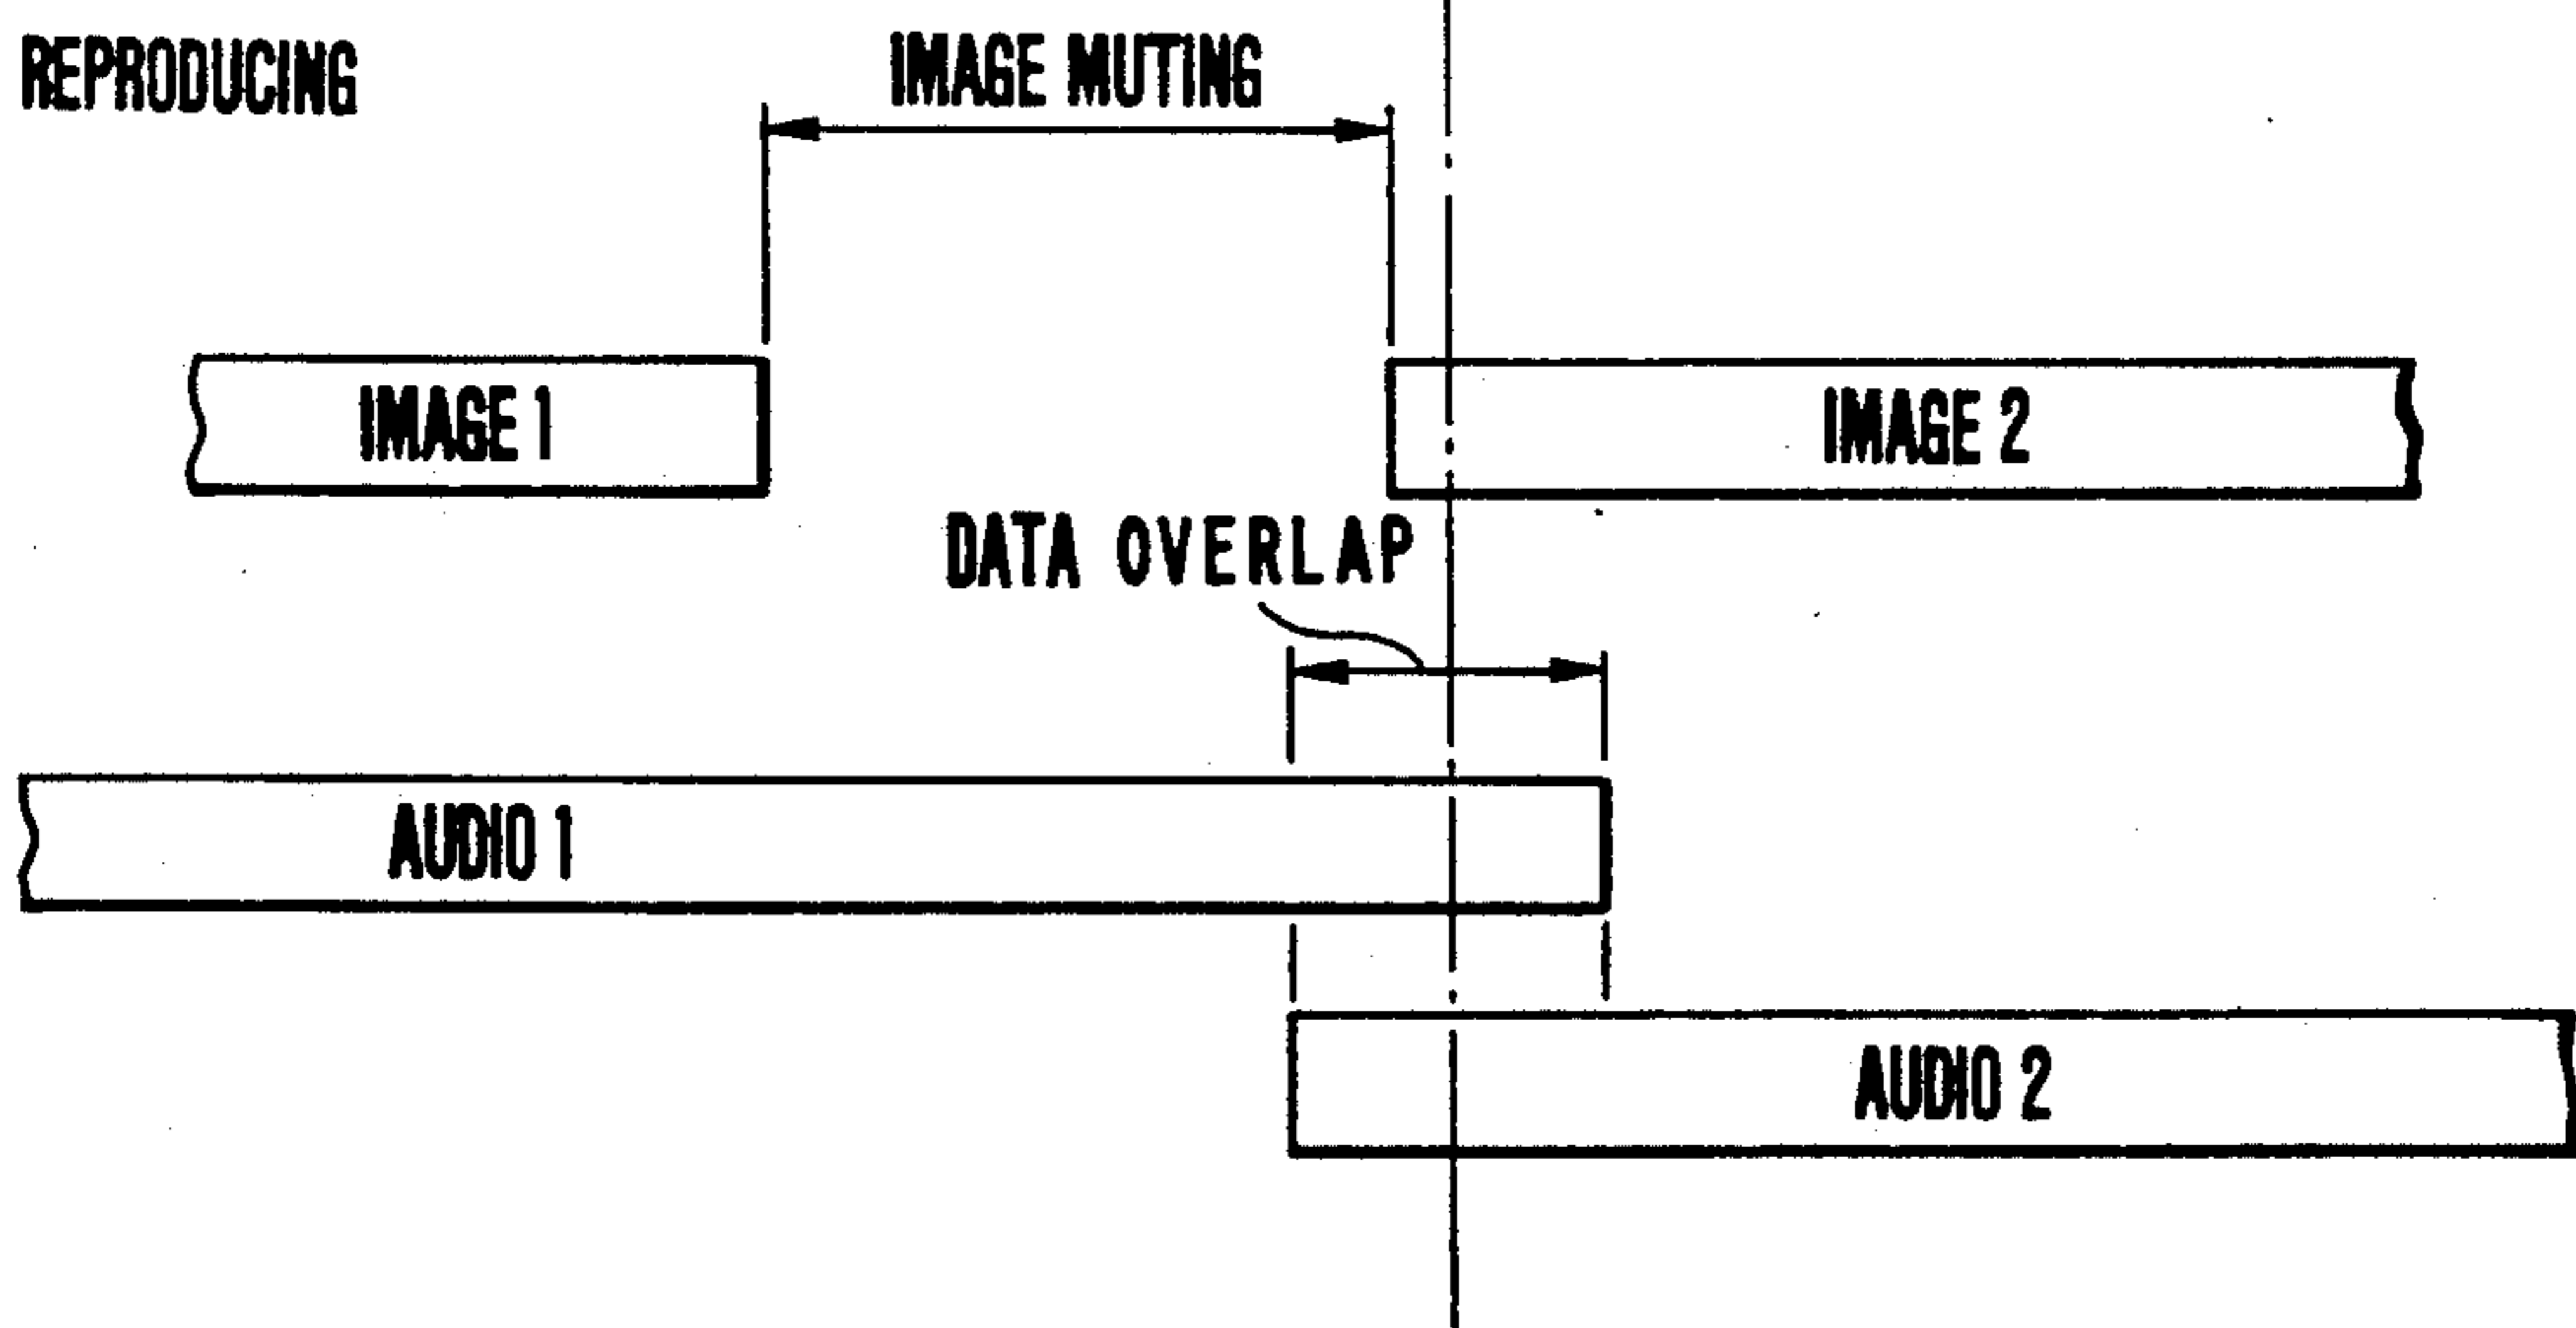 REPRODUCING
IMAGE MUTING
IMAGE 1
IMAGE 2
DATA OVERLAP
AUDIO 1
AUDIO 2